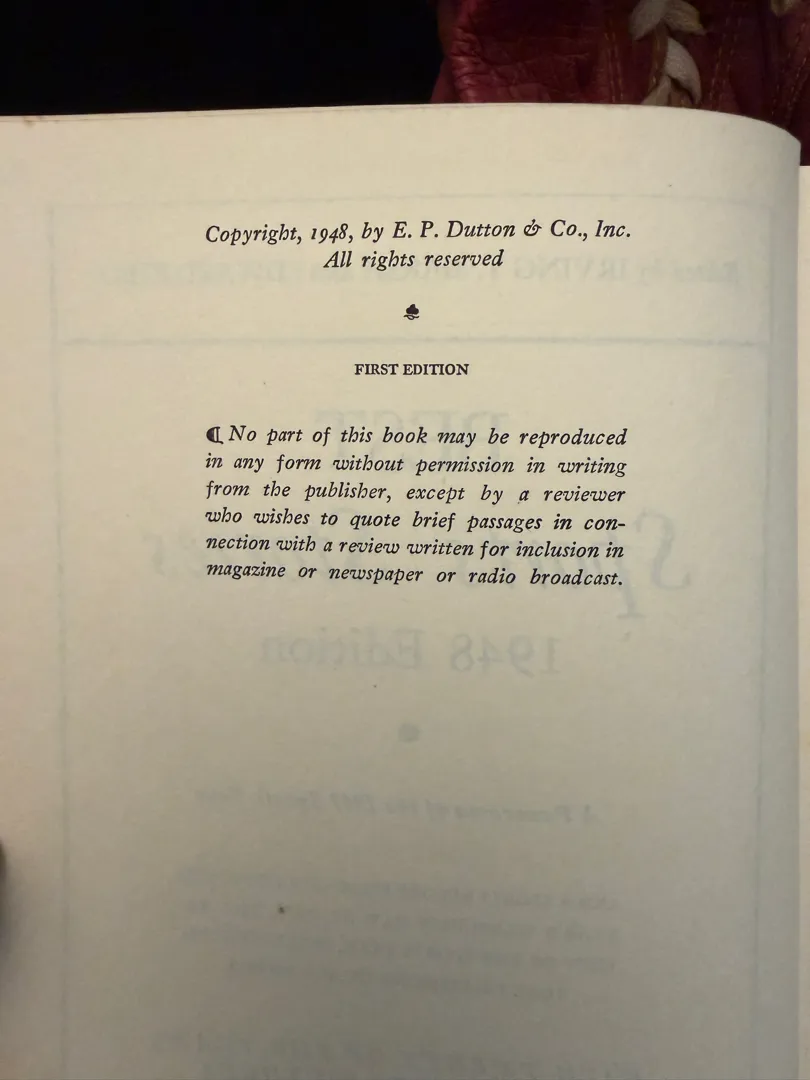 Copyright, 1948, by E. P. Dutton & Co., Inc.
All rights reserved
FIRST EDITION
¶ No part of this book may be reproduced
in any form without permission in writing
from the publisher, except by a reviewer
who wishes to quote brief passages in con-
nection with a review written for inclusion in
magazine or newspaper or radio broadcast.
1948 Edition